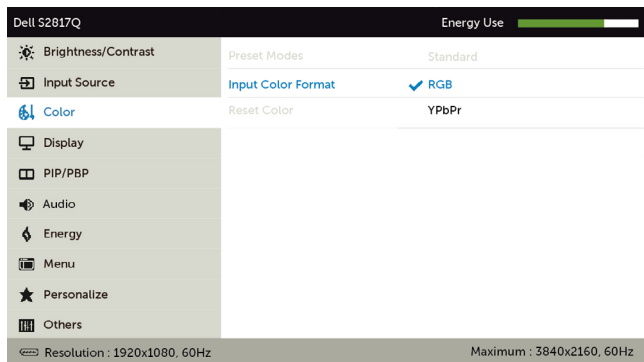 Dell S2817Q Energy Use
Brightness/Contrast Preset Modes Standard
Input Source Input Color Format RGB
Color Reset Color YPbPr
Display
PIP/PBP
Audio
Energy
Menu
Personalize
Others
Resolution : 1920x1080, 60Hz Maximum : 3840x2160, 60Hz